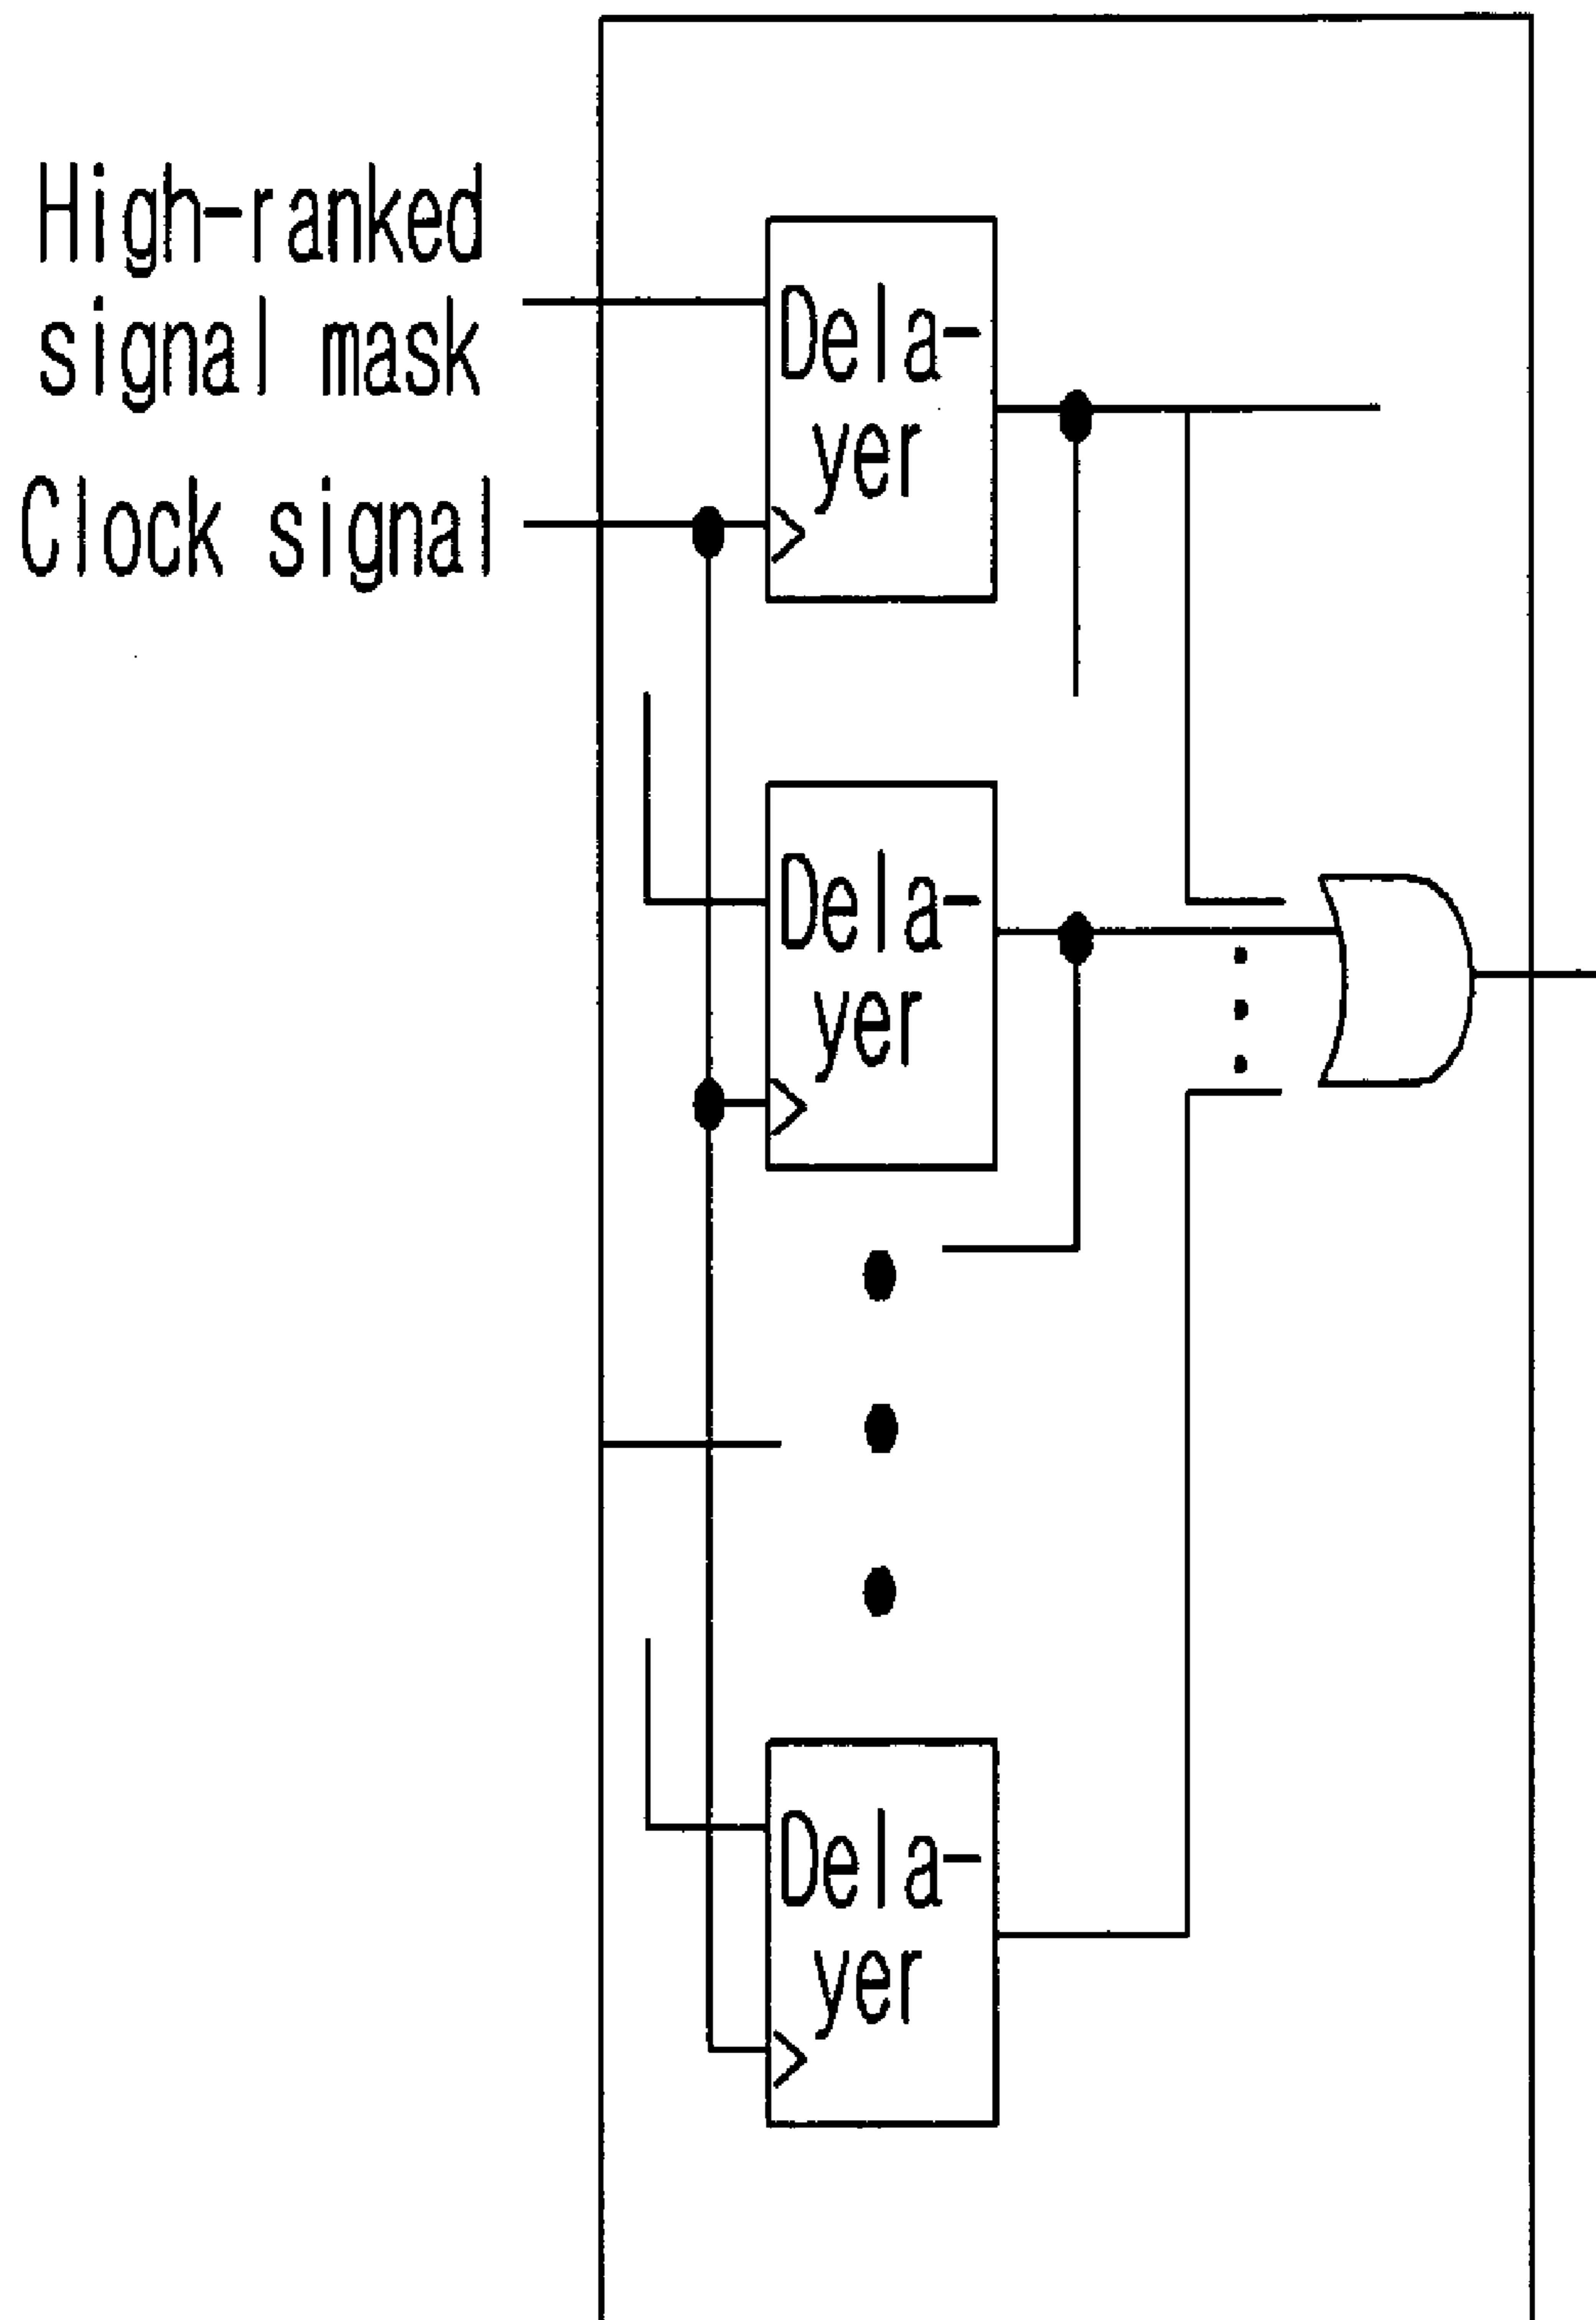 High-ranked
signal mask
Clock signal
Dela-
yer
Dela-
yer
Dela-
yer